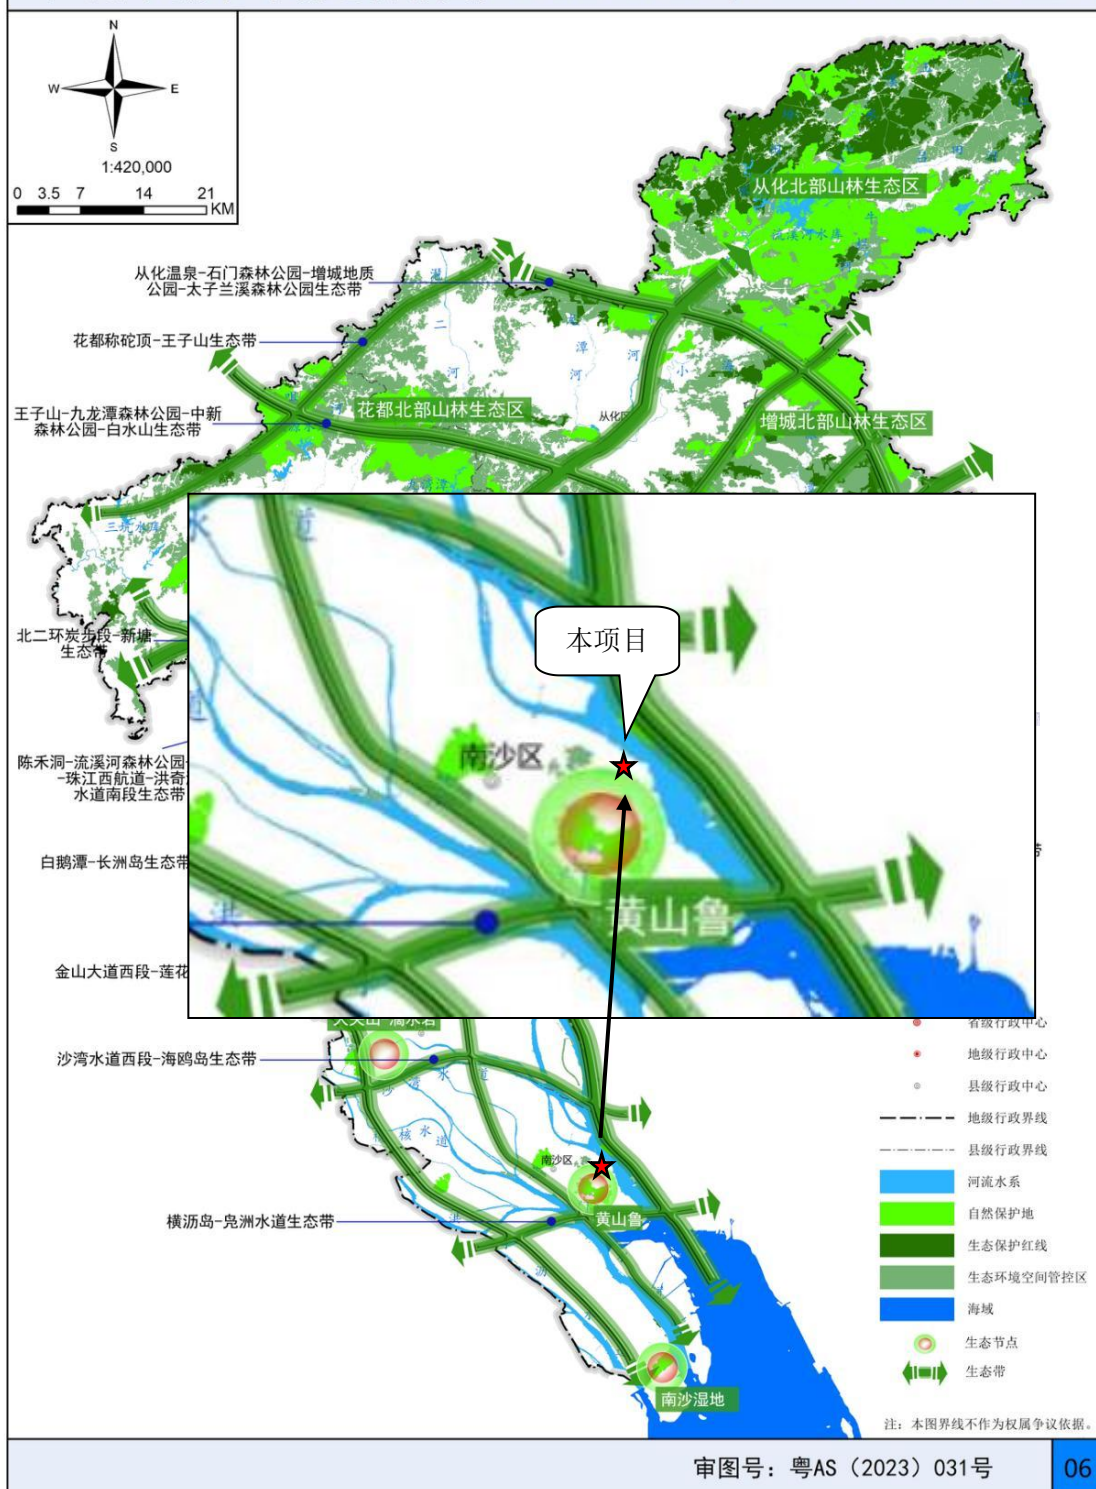 N
W E
S
1:420,000
0 3.5 7 14 21
KM
从化北部山林生态区
流溪河水库
从化温泉-石门森林公园-增城地质
公园-太子兰溪森林公园生态带
花都称砣顶-王子山生态带
王子山-九龙潭森林公园-中新
森林公园-白水山生态带
花都北部山林生态区
从化区
增城北部山林生态区
三坑水库
北二环炭步段-新塘
生态带
陈禾洞-流溪河森林公园
-珠江西航道-洪奇
水道南段生态带
白鹅潭-长洲岛生态带
金山大道西段-莲花
沙湾水道西段-海鸥岛生态带
横沥岛-凫洲水道生态带
水 道
道
本项目
南沙区
黄山鲁
洪
沙 湾 水 道
南沙区
黄山鲁
南沙湿地
省级行政中心
地级行政中心
县级行政中心
地级行政界线
县级行政界线
河流水系
自然保护地
生态保护红线
生态环境空间管控区
海域
生态节点
生态带
注：本图界线不作为权属争议依据。
审图号：粤AS（2023）031号
06